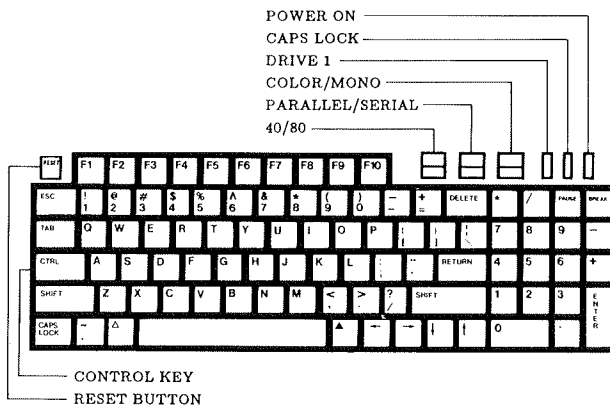 POWER ON
CAPS LOCK
DRIVE 1
COLOR/MONO
PARALLEL/SERIAL
40/80
RESET F1 F2 F3 F4 F5 F6 F7 F8 F9 F10
ESC ! 1 @ 2 # 3 $ 4 % 5 ^ 6 & 7 * 8 ( 9 ) 0 - + = DELETE * / PAUSE BREAK
TAB Q W E R T Y U I O P [ ] \ 7 8 9 -
CTRL A S D F G H J K L RETURN 4 5 6 +
SHIFT Z X C V B N M < , > . ? / SHIFT 1 2 3 ENTER
CAPS LOCK ~ △ ▲ ← → ↓ ↑ 0 .
CONTROL KEY
RESET BUTTON